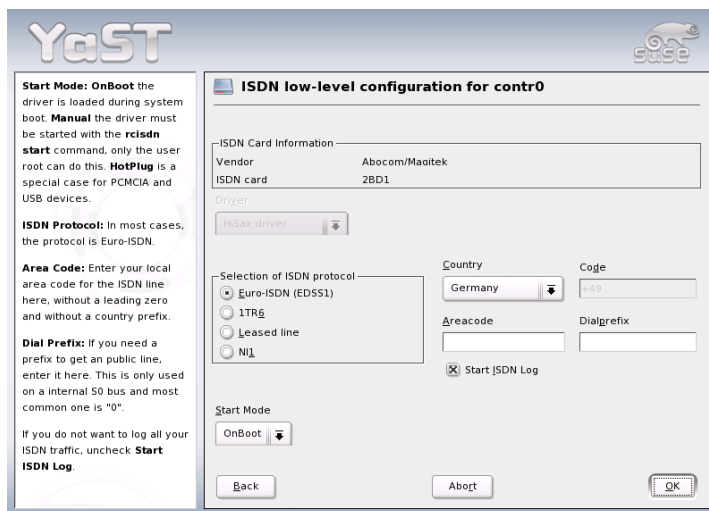 YaST
SUSE
Start Mode: OnBoot the
driver is loaded during system
boot. Manual the driver must
be started with the rcisdn
start command, only the user
root can do this. HotPlug is a
special case for PCMCIA and
USB devices.
ISDN Protocol: In most cases,
the protocol is Euro-ISDN.
Area Code: Enter your local
area code for the ISDN line
here, without a leading zero
and without a country prefix.
Dial Prefix: If you need a
prefix to get an public line,
enter it here. This is only used
on a internal S0 bus and most
common one is "0".
If you do not want to log all your
ISDN traffic, uncheck Start
ISDN Log.
ISDN low-level configuration for contr0
ISDN Card Information
Vendor Abocom/Magitek
ISDN card 2BD1
Driver
HiSax driver
Selection of ISDN protocol
Euro-ISDN (EDSS1)
1TR6
Leased line
NI1
Country Code
Germany +49
Areacode Dialprefix
Start ISDN Log
Start Mode
OnBoot
Back Abort OK